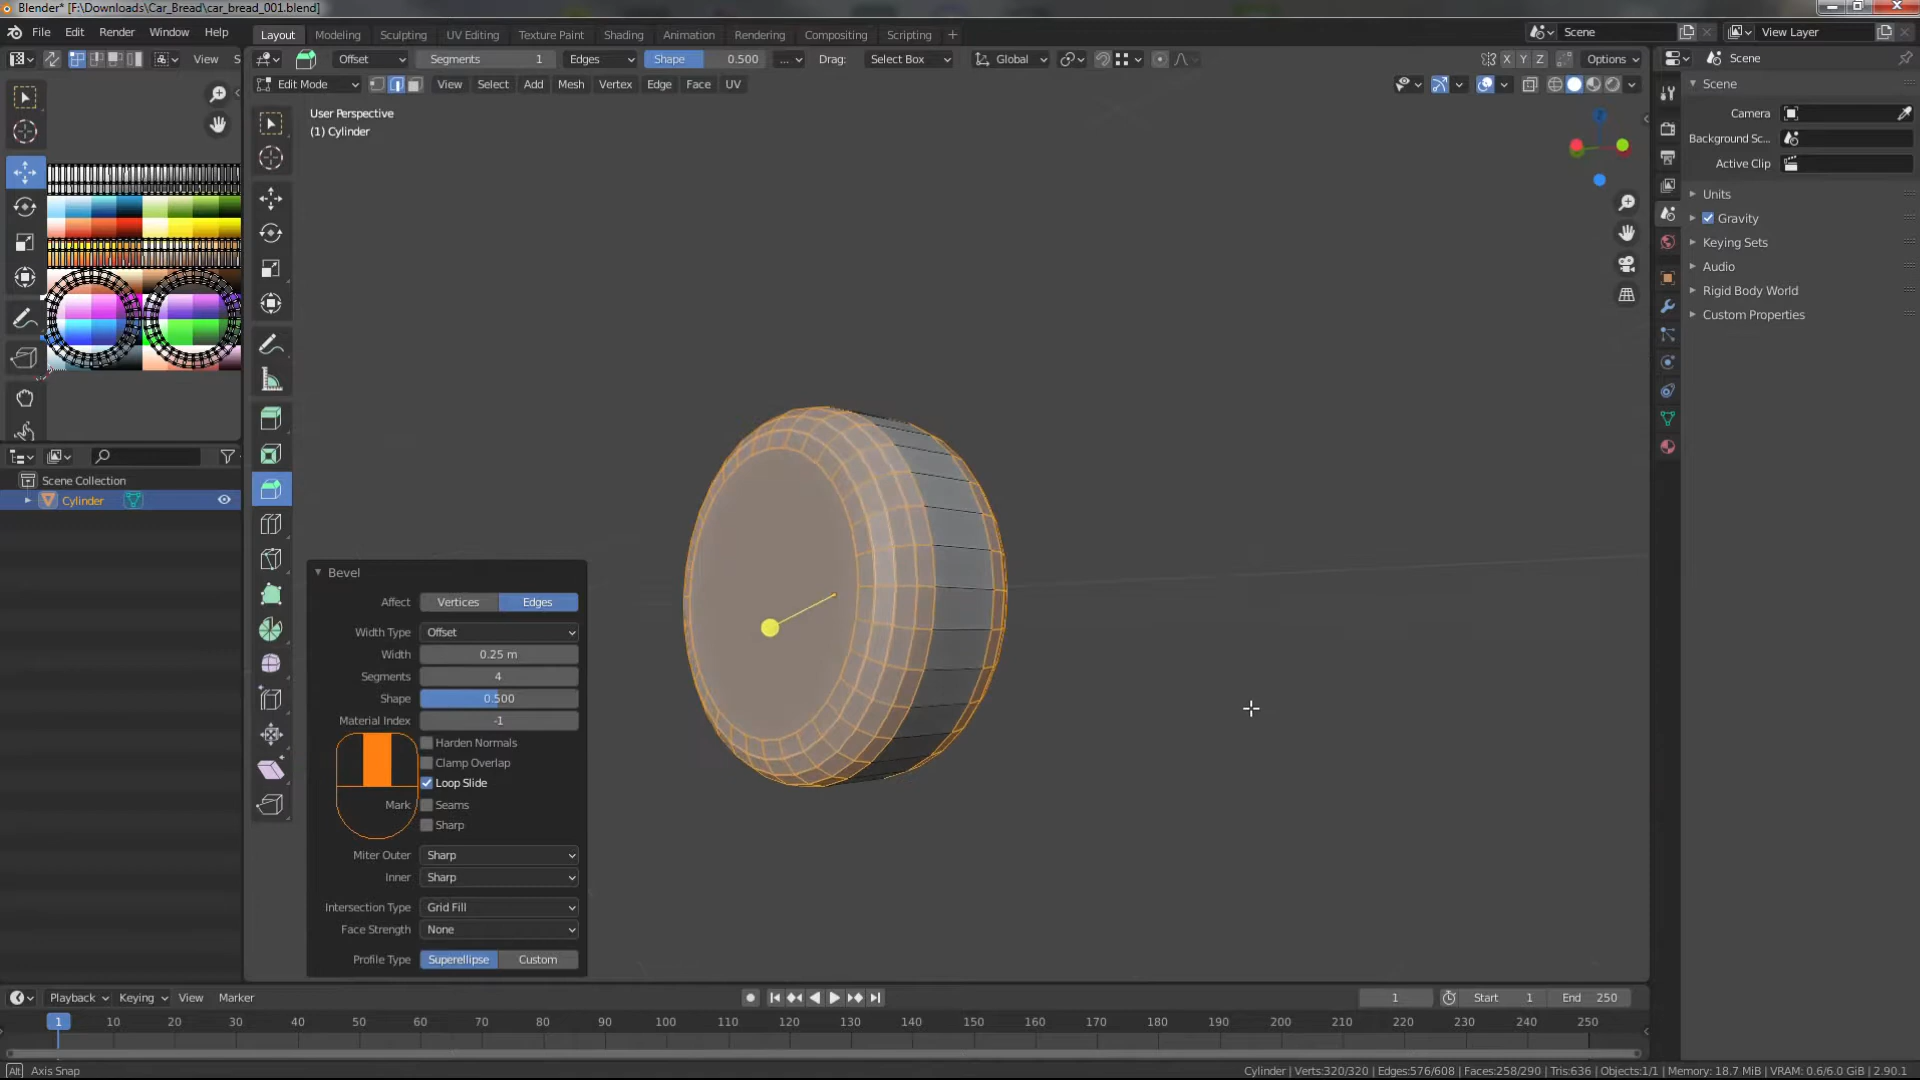 Blender* [F:\Downloads\Car_Bread\car_bread_001.blend]
File Edit Render Window Help
Layout Modeling Sculpting UV Editing Texture Paint Shading Animation Rendering Compositing Scripting
Scene
View Layer
View S
Offset Segments 1 Edges Shape 0.500 ... Drag: Select Box Global X Y Z Options
Scene
Edit Mode View Select Add Mesh Vertex Edge Face UV
User Perspective
(1) Cylinder
Scene
Camera
Background Sc...
Active Clip
Units
Gravity
Keying Sets
Audio
Rigid Body World
Custom Properties
Scene Collection
Cylinder
Bevel
Affect Vertices Edges
Width Type Offset
Width 0.25 m
Segments 4
Shape 0.500
Material Index -1
Harden Normals
Clamp Overlap
Loop Slide
Mark Seams
Sharp
Miter Outer Sharp
Inner Sharp
Intersection Type Grid Fill
Face Strength None
Profile Type Superellipse Custom
Playback Keying View Marker
1 Start 1 End 250
1 10 20 30 40 50 60 70 80 90 100 110 120 130 140 150 160 170 180 190 200 210 220 230 240 250
Alt Axis Snap
Cylinder | Verts:320/320 | Edges:576/608 | Faces:258/290 | Tris:636 | Objects:1/1 | Memory: 18.7 MiB | VRAM: 0.6/6.0 GiB | 2.90.1